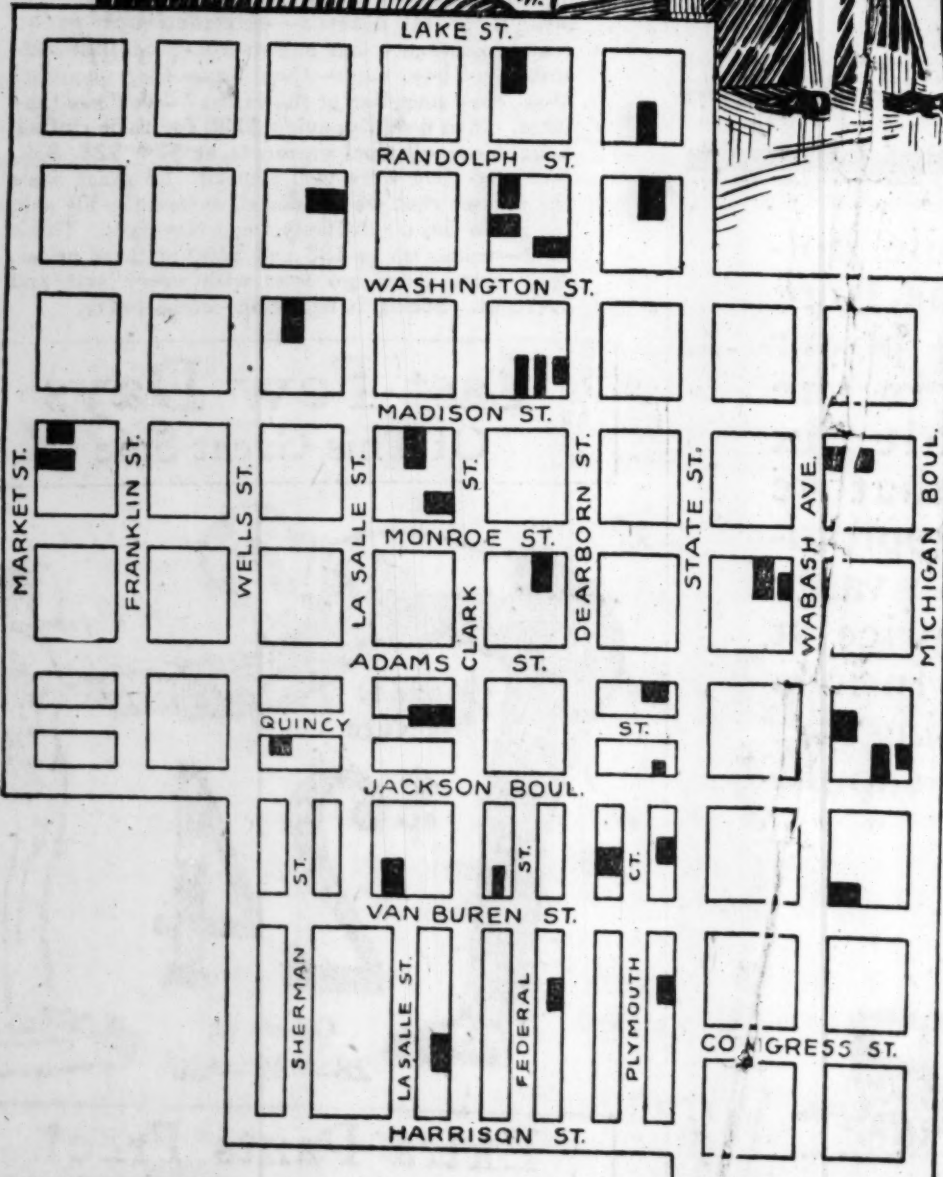 LAKE ST.
RANDOLPH ST.
WASHINGTON ST.
MADISON ST.
MARKET ST.
FRANKLIN ST.
WELLS ST.
LA SALLE ST.
CLARK ST.
DEARBORN ST.
STATE ST.
WABASH AVE.
MICHIGAN BOUL.
MONROE ST.
ADAMS ST.
QUINCY ST.
JACKSON BOUL.
ST.
ST.
CT.
VAN BUREN ST.
SHERMAN
LA SALLE ST.
FEDERAL
PLYMOUTH
CONGRESS ST.
HARRISON ST.